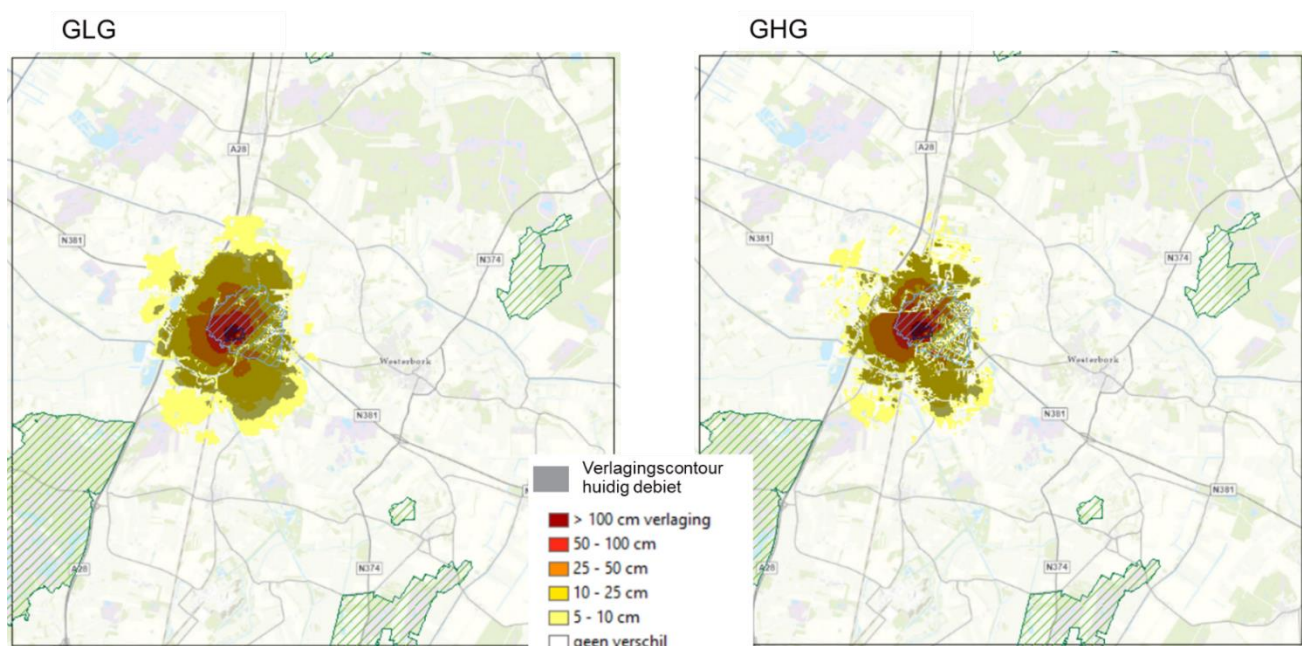 GLG
GHG
A28
N381
N374
Westerbork
N381
N374
A28
A28
N381
N374
Westerbork
N381
N381
N374
A28
Verlagingscontour
huidig debiet
> 100 cm verlaging
50 - 100 cm
25 - 50 cm
10 - 25 cm
5 - 10 cm
geen verschil